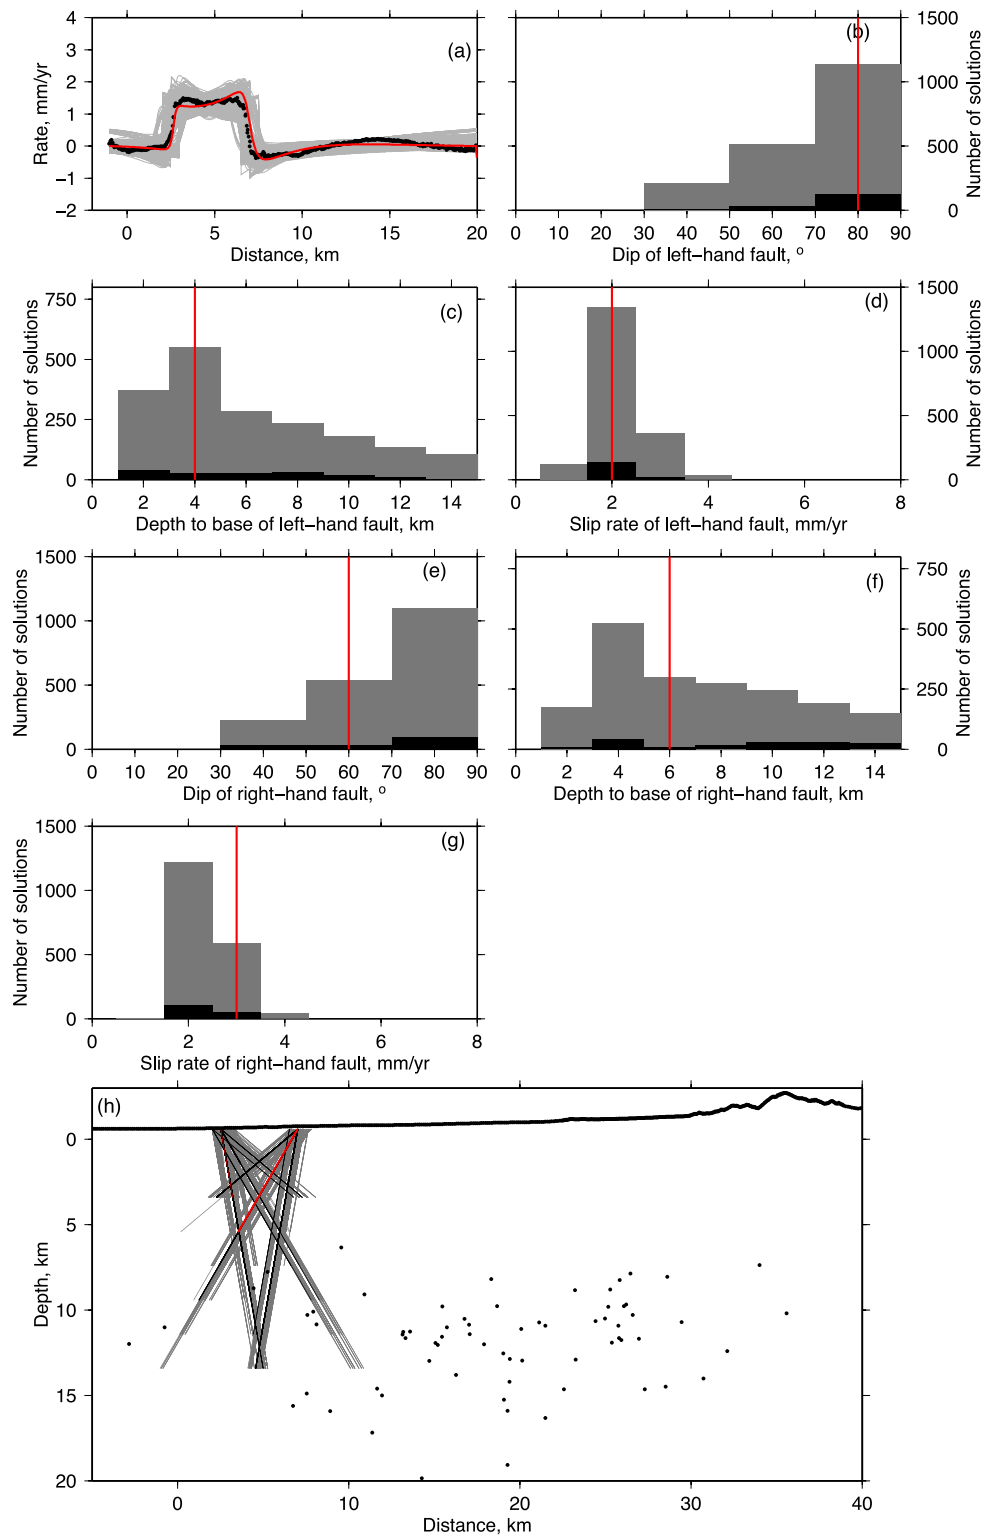 4
3
2
1
0
−1
−2
Rate, mm/yr
(a)
0 5 10 15 20
Distance, km
(b)
1500
1000
500
0
Number of solutions
0 10 20 30 40 50 60 70 80 90
Dip of left−hand fault, o
750
500
250
0
Number of solutions
(c)
0 2 4 6 8 10 12 14
Depth to base of left−hand fault, km
(d)
1500
1000
500
0
Number of solutions
0 2 4 6 8
Slip rate of left−hand fault, mm/yr
1500
1000
500
0
Number of solutions
(e)
0 10 20 30 40 50 60 70 80 90
Dip of right−hand fault, o
(f)
750
500
250
0
Number of solutions
0 2 4 6 8 10 12 14
Depth to base of right−hand fault, km
1500
1000
500
0
Number of solutions
(g)
0 2 4 6 8
Slip rate of right−hand fault, mm/yr
(h)
0
5
10
15
20
Depth, km
0 10 20 30 40
Distance, km